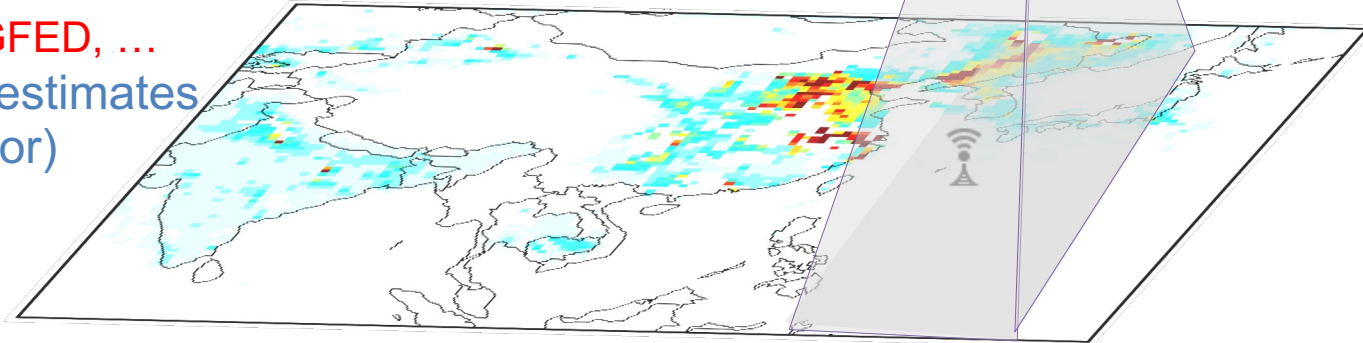 GFED, …
estimates
or)